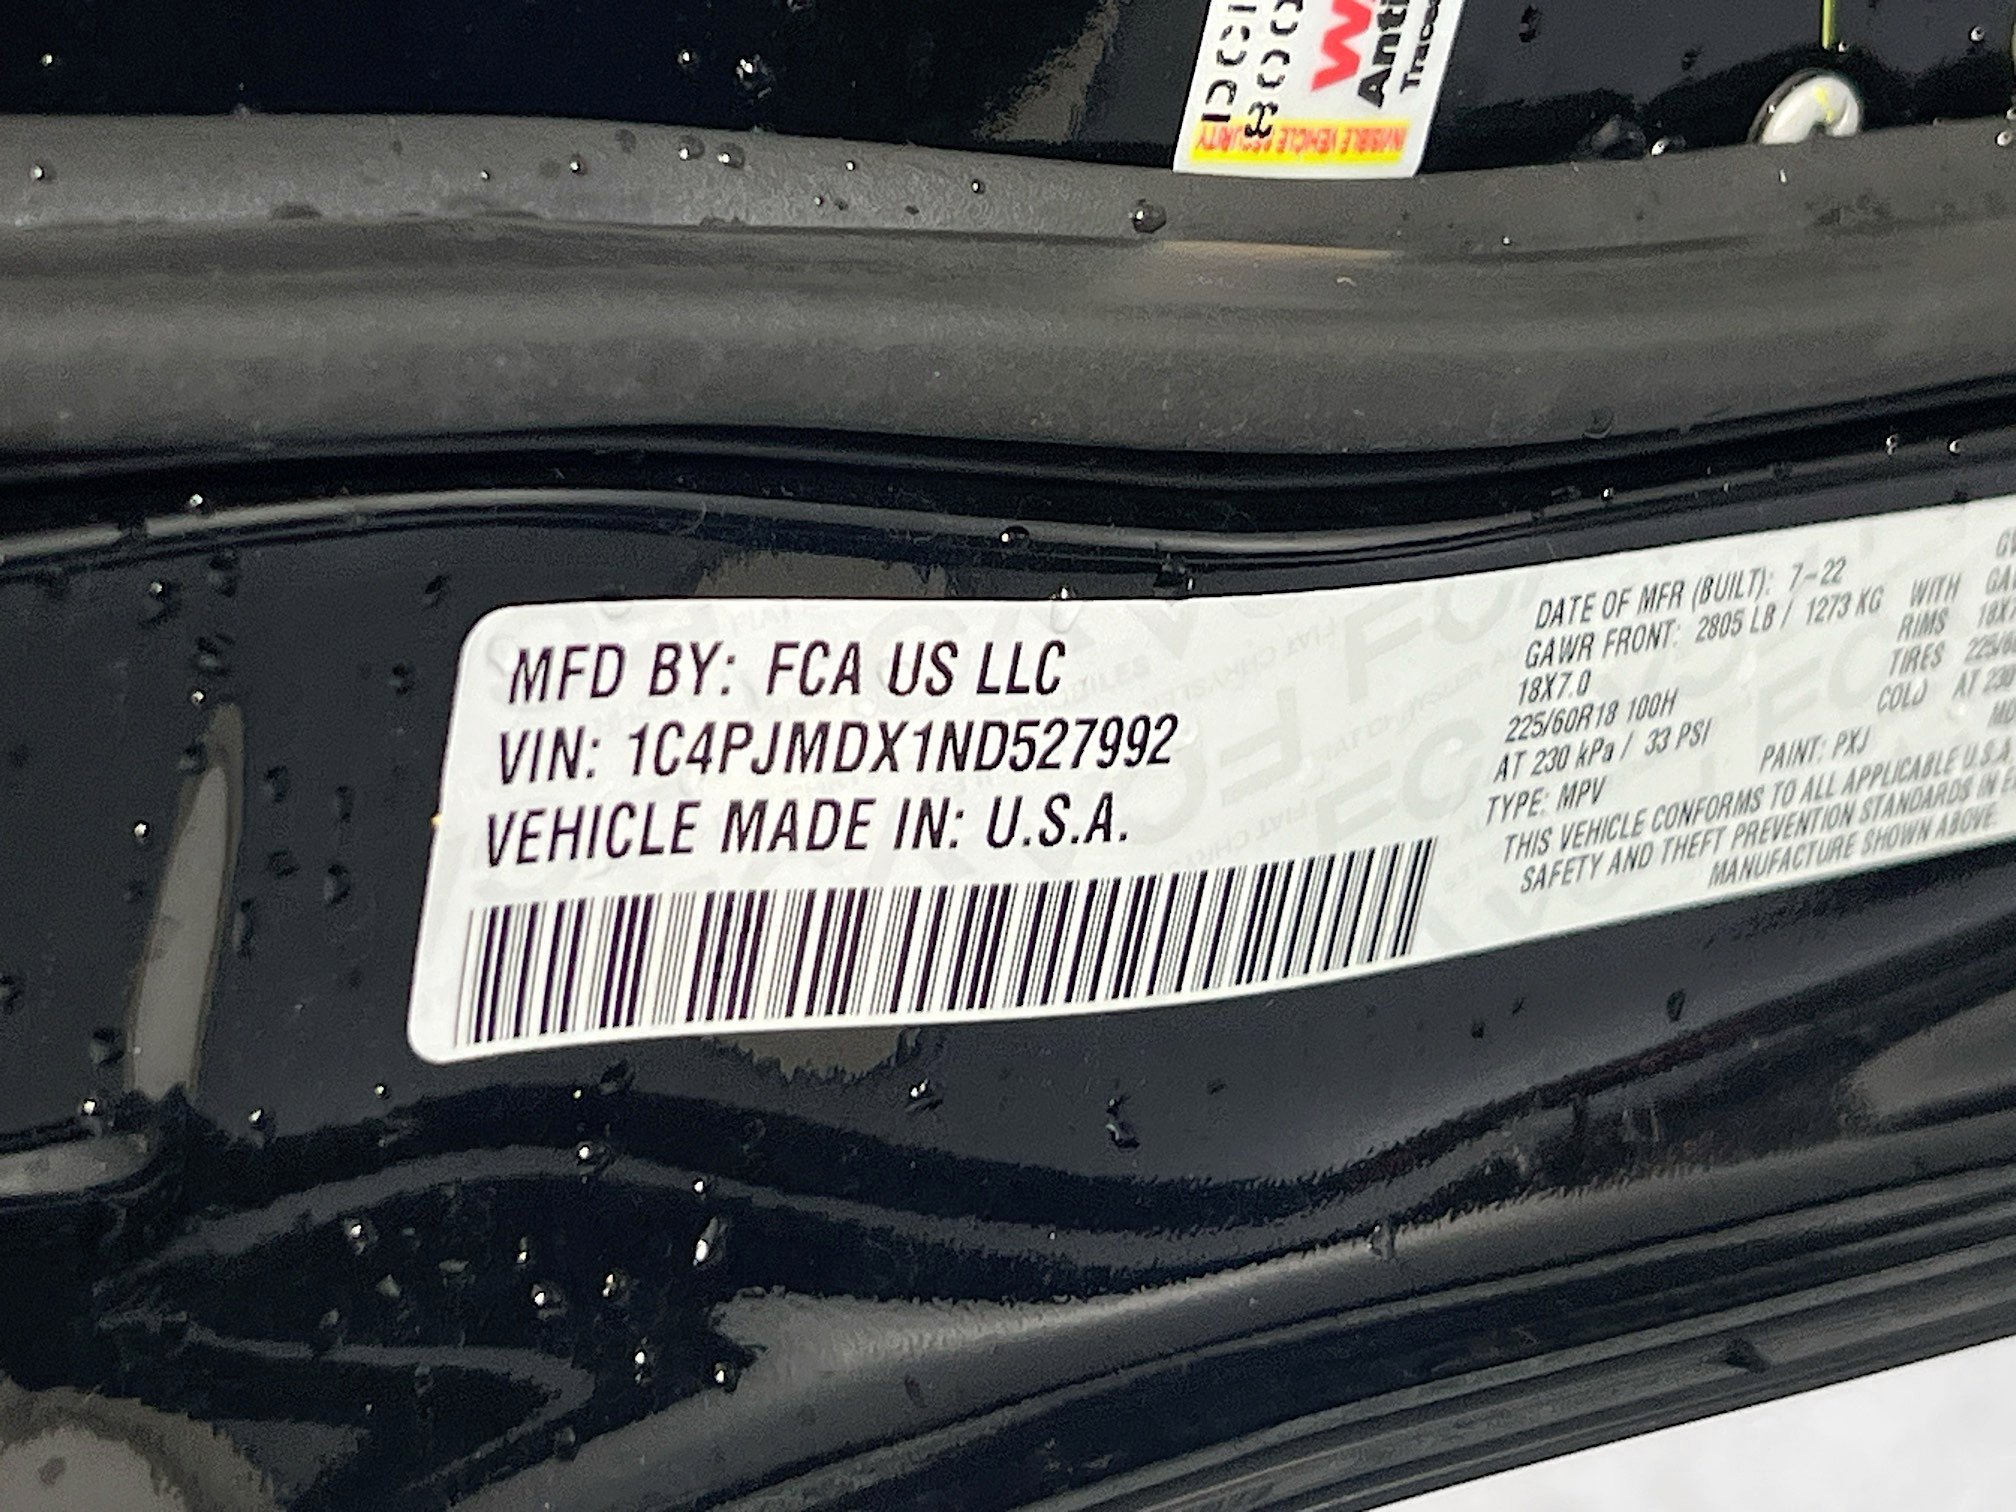 INVISIBLE VEHICLE SECURITY
MFD BY: FCA US LLC
VIN: 1C4PJMDX1ND527992
VEHICLE MADE IN: U.S.A.
DATE OF MFR (BUILT): 7-22
GAWR FRONT: 2805 LB / 1273 KG WITH
18X7.0 RIMS
225/60R18 100H TIRES
AT 230 kPa / 33 PSI COLD AT 230
TYPE: MPV PAINT: PXJ
THIS VEHICLE CONFORMS TO ALL APPLICABLE U.S.A
SAFETY AND THEFT PREVENTION STANDARDS IN
MANUFACTURE SHOWN ABOVE.